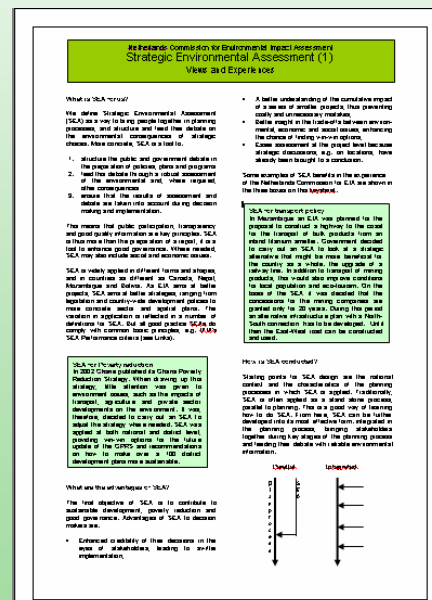 Netherlands Commission for Environmental Impact Assessment
Strategic Environmental Assessment (1)
Views and Experiences
What is SEA for us?
We define Strategic Environmental Assessment
(SEA) as a way to bring people together in planning
processes, and structure and feed their debate on
the environmental consequences of strategic
choices. More concrete, SEA is a tool to:
1. structure the public and government debate in
the preparation of policies, plans and programs
2. feed this debate through a robust assessment
of the environmental and, where required,
other consequences
3. ensure that the results of assessment and
debate are taken into account during decision
making and implementation.
This means that public participation, transparency
and good quality information are key principles. SEA
is thus more than the preparation of a report, it is a
tool to enhance good governance. Where needed,
SEA may also include social and economic issues.
SEA is widely applied in different forms and shapes,
and in countries as different as Canada, Nepal,
Mozambique and Bolivia. As EIA aims at better
projects, SEA aims at better strategies, ranging from
legislation and country-wide development policies to
more concrete sector and spatial plans. The
variation in application is reflected in a number of
definitions for SEA. But all good practice SEAs do
comply with common basic principles, e.g.
SEA Performance criteria (see Links).
SEA for Poverty reduction
In 2002 Ghana published its Ghana Poverty
Reduction Strategy. When drawing up this
strategy, little attention was given to
environment issues, such as the impacts of
transport, agriculture and private sector
developments on the environment. It was,
therefore, decided to carry out an SEA to
adjust the strategy where needed. SEA was
applied at both national and district level,
providing win-win options for the future
update of the GPRS and recommendations
on how to make over a 100 district
development plans more sustainable.
What are the advantages of SEA?
The final objective of SEA is to contribute to
sustainable development, poverty reduction and
good governance. Advantages of SEA to decision
makers are:
• Enhanced credibility of their decisions in the
eyes of stakeholders, leading to swifter
implementation,
• A better understanding of the cumulative impact
of a series of smaller projects, thus preventing
costly and unnecessary mistakes,
• Better insight in the trade-offs between environ-
mental, economic and social issues, enhancing
the chance of finding win-win options,
• Easier assessment at the project level because
strategic discussions, e.g. on locations, have
already been brought to a conclusion.
Some examples of SEA benefits in the experience
of the Netherlands Commission for EIA are shown in
the three boxes on this
SEA for transport policy
In Mozambique an EIA was planned for the
proposal to construct a highway to the coast
for the transport of bulk products from an
inland titanium smelter. Government decided
to carry out an SEA to look at a strategic
alternative that might be more beneficial for
the country as a whole, the upgrade of a
railway line. In addition to transport of mining
products, this would also improve conditions
for local population and eco-tourism. On the
basis of the SEA it was decided that the
concessions for the mining companies are
granted only for 20 years. During this period
an alternative infrastructure plan with a North-
South connection has to be developed. Until
then the East-West road can be constructed
and used.
How is SEA conducted?
Starting points for SEA design are the national
context and the characteristics of the planning
processes in which SEA is applied. Traditionally,
SEA is often applied as a stand alone process,
parallel to planning. This is a good way of learning
how to do SEA. From here, SEA can be further
developed into its most effective form: integrated in
the planning process, bringing stakeholders
together during key stages of the planning process
and feeding their debate with reliable environmental
information.
Parallel
Integrated